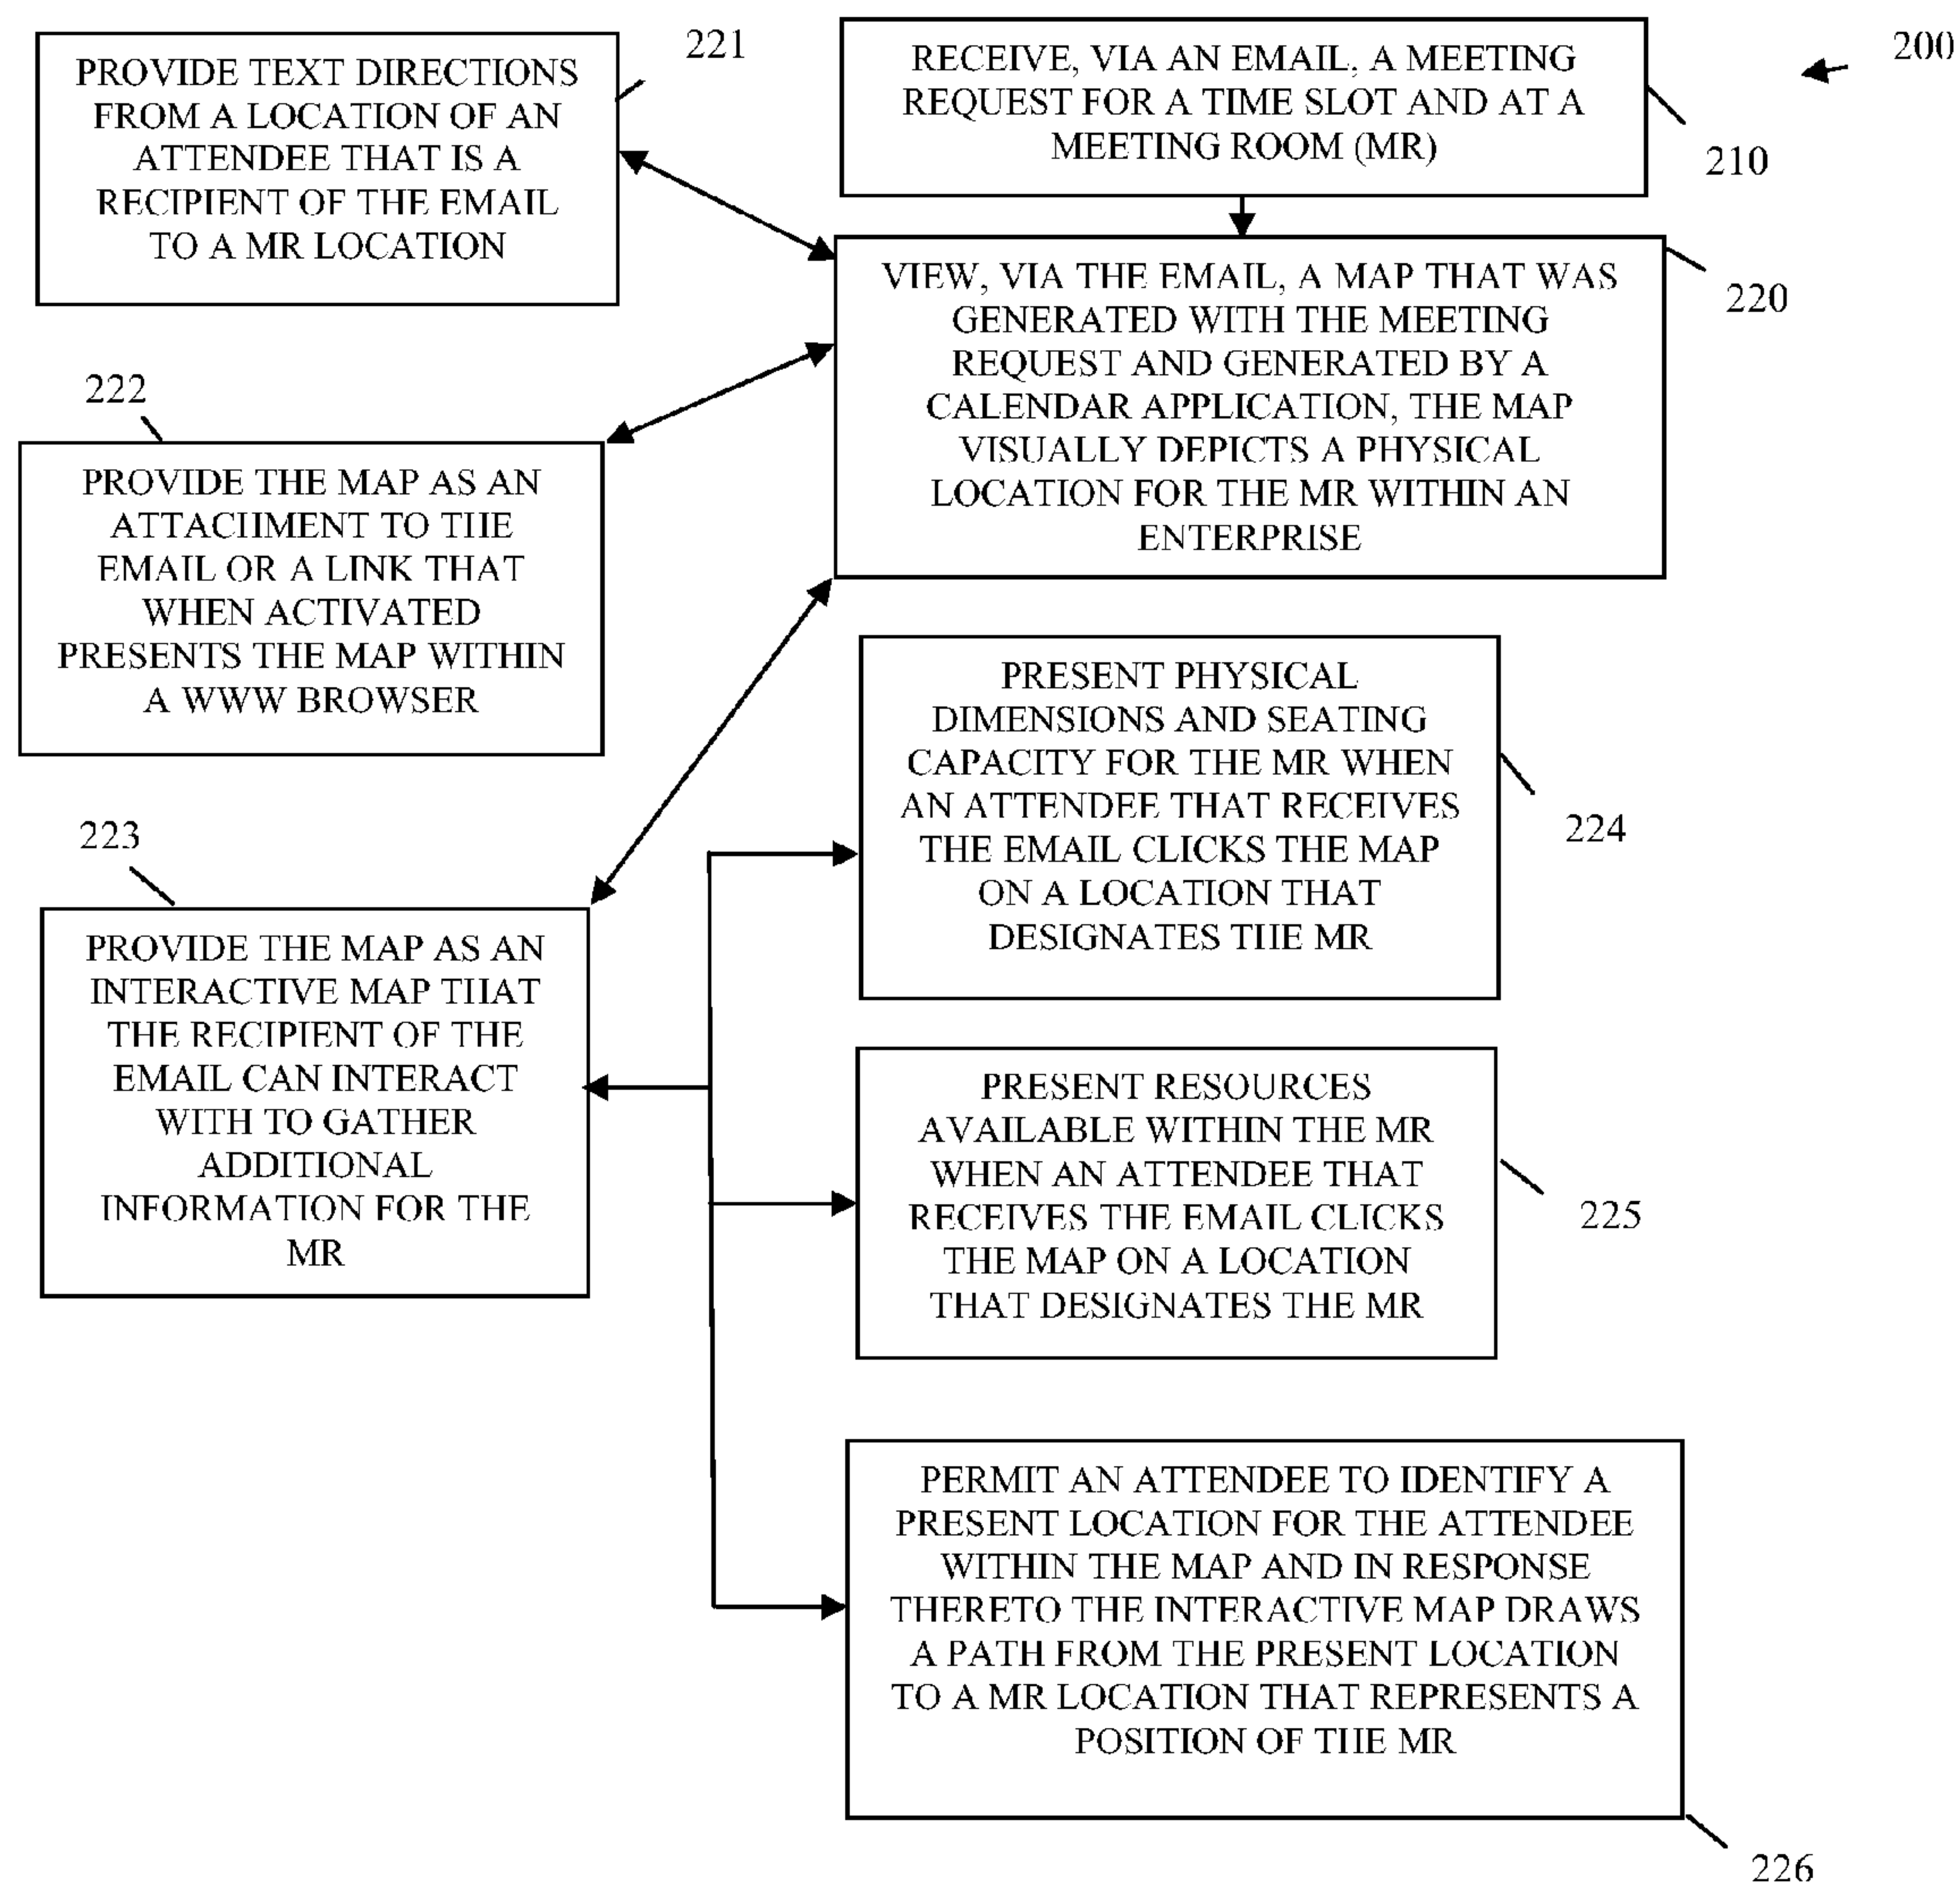 200
RECEIVE, VIA AN EMAIL, A MEETING
REQUEST FOR A TIME SLOT AND AT A
MEETING ROOM (MR)
210
VIEW, VIA THE EMAIL, A MAP THAT WAS
GENERATED WITH THE MEETING
REQUEST AND GENERATED BY A
CALENDAR APPLICATION, THE MAP
VISUALLY DEPICTS A PHYSICAL
LOCATION FOR THE MR WITHIN AN
ENTERPRISE
220
221
PROVIDE TEXT DIRECTIONS
FROM A LOCATION OF AN
ATTENDEE THAT IS A
RECIPIENT OF THE EMAIL
TO A MR LOCATION
222
PROVIDE THE MAP AS AN
ATTACHMENT TO THE
EMAIL OR A LINK THAT
WHEN ACTIVATED
PRESENTS THE MAP WITHIN
A WWW BROWSER
223
PROVIDE THE MAP AS AN
INTERACTIVE MAP THAT
THE RECIPIENT OF THE
EMAIL CAN INTERACT
WITH TO GATHER
ADDITIONAL
INFORMATION FOR THE
MR
PRESENT PHYSICAL
DIMENSIONS AND SEATING
CAPACITY FOR THE MR WHEN
AN ATTENDEE THAT RECEIVES
THE EMAIL CLICKS THE MAP
ON A LOCATION THAT
DESIGNATES THE MR
224
PRESENT RESOURCES
AVAILABLE WITHIN THE MR
WHEN AN ATTENDEE THAT
RECEIVES THE EMAIL CLICKS
THE MAP ON A LOCATION
THAT DESIGNATES THE MR
225
PERMIT AN ATTENDEE TO IDENTIFY A
PRESENT LOCATION FOR THE ATTENDEE
WITHIN THE MAP AND IN RESPONSE
THERETO THE INTERACTIVE MAP DRAWS
A PATH FROM THE PRESENT LOCATION
TO A MR LOCATION THAT REPRESENTS A
POSITION OF THE MR
226